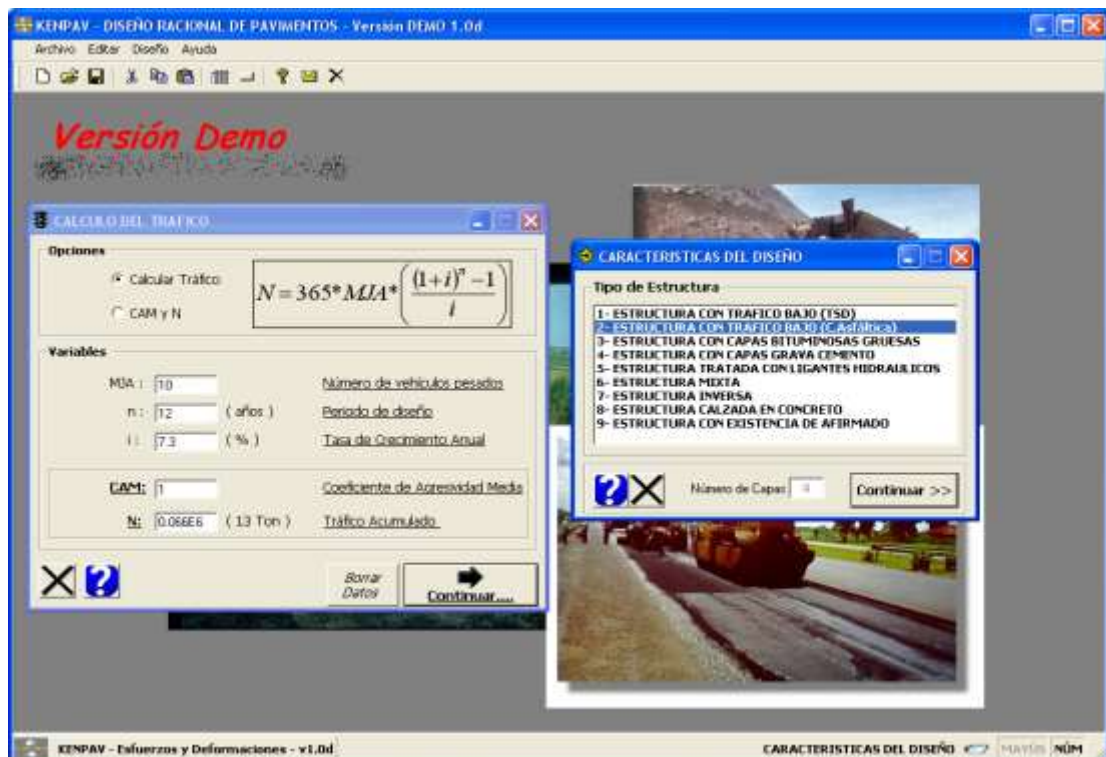 KENPAV - DISEÑO RACIONAL DE PAVIMENTOS - Versión DEMO 1.0d
Archivo Editar Diseño Ayuda
Versión Demo
CALCULO DEL TRAFICO
Opciones
Calcular Tráfico
CAM y N
N = 365* MJA* ( (1+i)^n − 1 / i )
Variables
MJA : 10 Número de vehículos pesados
n : 12 ( años ) Periodo de diseño
i : 7.3 ( % ) Tasa de Crecimiento Anual
CAM: 1 Coeficiente de Agresividad Media
N: 0.066E6 ( 13 Ton ) Tráfico Acumulado
Borrar Datos
Continuar....
CARACTERISTICAS DEL DISEÑO
Tipo de Estructura
1- ESTRUCTURA CON TRAFICO BAJO (TSD)
2- ESTRUCTURA CON TRAFICO BAJO (C.Asfáltica)
3- ESTRUCTURA CON CAPAS BITUMINOSAS GRUESAS
4- ESTRUCTURA CON CAPAS GRAVA CEMENTO
5- ESTRUCTURA TRATADA CON LIGANTES HIDRAULICOS
6- ESTRUCTURA MIXTA
7- ESTRUCTURA INVERSA
8- ESTRUCTURA CALZADA EN CONCRETO
9- ESTRUCTURA CON EXISTENCIA DE AFIRMADO
Número de Capas
Continuar >>
KENPAV - Esfuerzos y Deformaciones - v1.0d
CARACTERISTICAS DEL DISEÑO MAYÚS NÚM